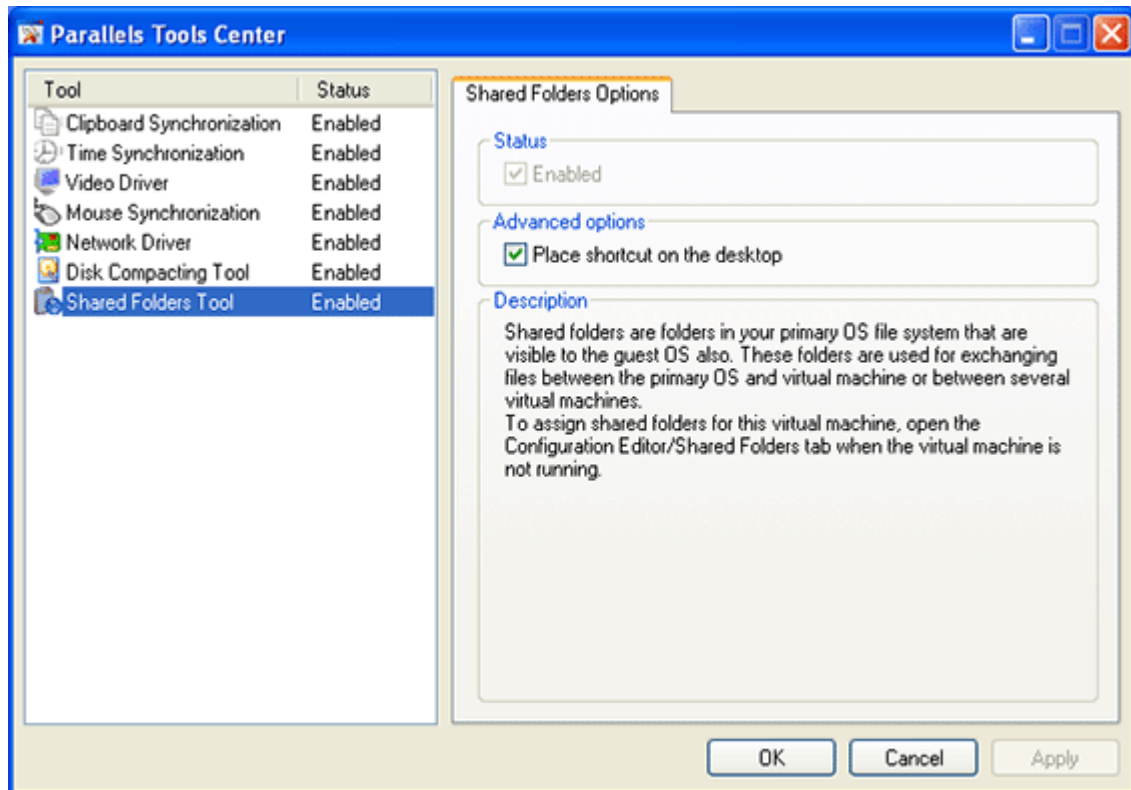 Parallels Tools Center
Tool Status
Clipboard Synchronization Enabled
Time Synchronization Enabled
Video Driver Enabled
Mouse Synchronization Enabled
Network Driver Enabled
Disk Compacting Tool Enabled
Shared Folders Tool Enabled
Shared Folders Options
Status
Enabled
Advanced options
Place shortcut on the desktop
Description
Shared folders are folders in your primary OS file system that are
visible to the guest OS also. These folders are used for exchanging
files between the primary OS and virtual machine or between several
virtual machines.
To assign shared folders for this virtual machine, open the
Configuration Editor/Shared Folders tab when the virtual machine is
not running.
OK Cancel Apply